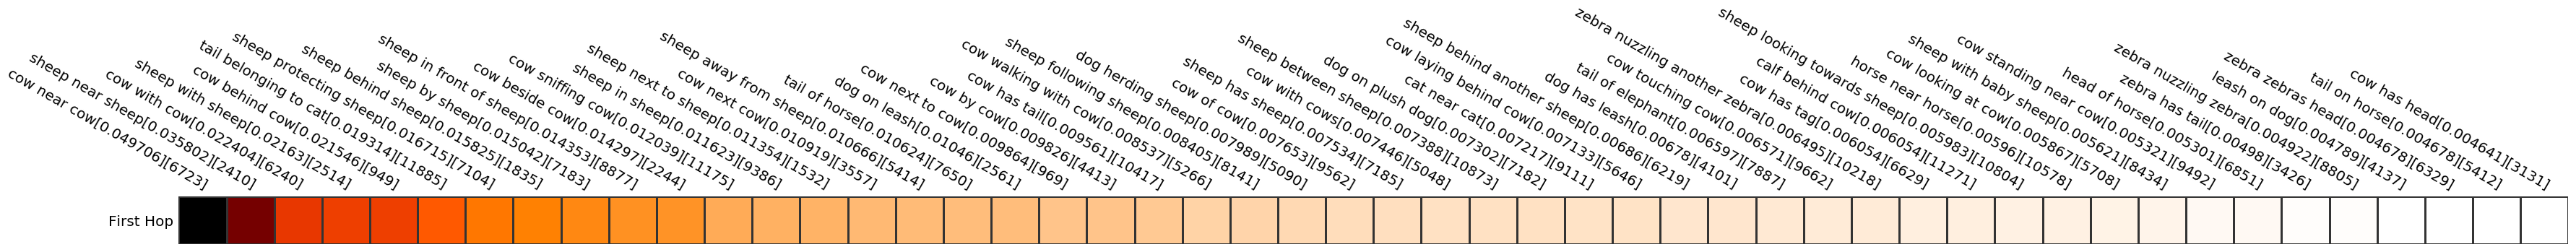 cow near cow[0.049706][6723]
sheep near sheep[0.035802][2410]
cow with cow[0.022404][6240]
sheep with sheep[0.02163][2514]
cow behind cow[0.021546][949]
tail belonging to cat[0.019314][1885]
sheep protecting sheep[0.016715][7104]
sheep behind sheep[0.015825][1835]
sheep by sheep[0.015042][7183]
sheep in front of sheep[0.014353][8877]
cow beside cow[0.014297][2244]
cow sniffing cow[0.012039][1175]
sheep in sheep[0.011623][9386]
sheep next to sheep[0.011354][1532]
cow next cow[0.010919][3557]
sheep away from sheep[0.010666][5414]
tail of horse[0.010624][7650]
dog on leash[0.01046][2561]
cow next to cow[0.009864][969]
cow by cow[0.009826][4413]
cow has tail[0.009561][10417]
cow walking with cow[0.008537][5266]
sheep following sheep[0.008405][8141]
dog herding sheep[0.007989][5090]
cow of cow[0.007653][9562]
sheep has sheep[0.007534][7185]
cow with cows[0.007446][5048]
sheep between sheep[0.007388][10873]
dog on plush dog[0.007302][7182]
cat near cat[0.007217][9111]
cow laying behind cow[0.007133][5646]
sheep behind another sheep[0.00686][6219]
dog has leash[0.00678][4101]
tail of elephant[0.006597][7887]
cow touching cow[0.006571][9662]
zebra nuzzling another zebra[0.006495][10218]
cow has tag[0.006054][6629]
calf behind cow[0.006054][11271]
sheep looking towards sheep[0.005983][10804]
horse near horse[0.00596][10578]
cow looking at cow[0.005867][5708]
sheep with baby sheep[0.005621][8434]
cow standing near cow[0.005321][9492]
head of horse[0.005301][6851]
zebra has tail[0.00498][3426]
zebra nuzzling zebra[0.004922][8805]
leash on dog[0.004789][4137]
zebra zebras head[0.004678][6329]
tail on horse[0.004678][5412]
cow has head[0.004641][3131]
First Hop